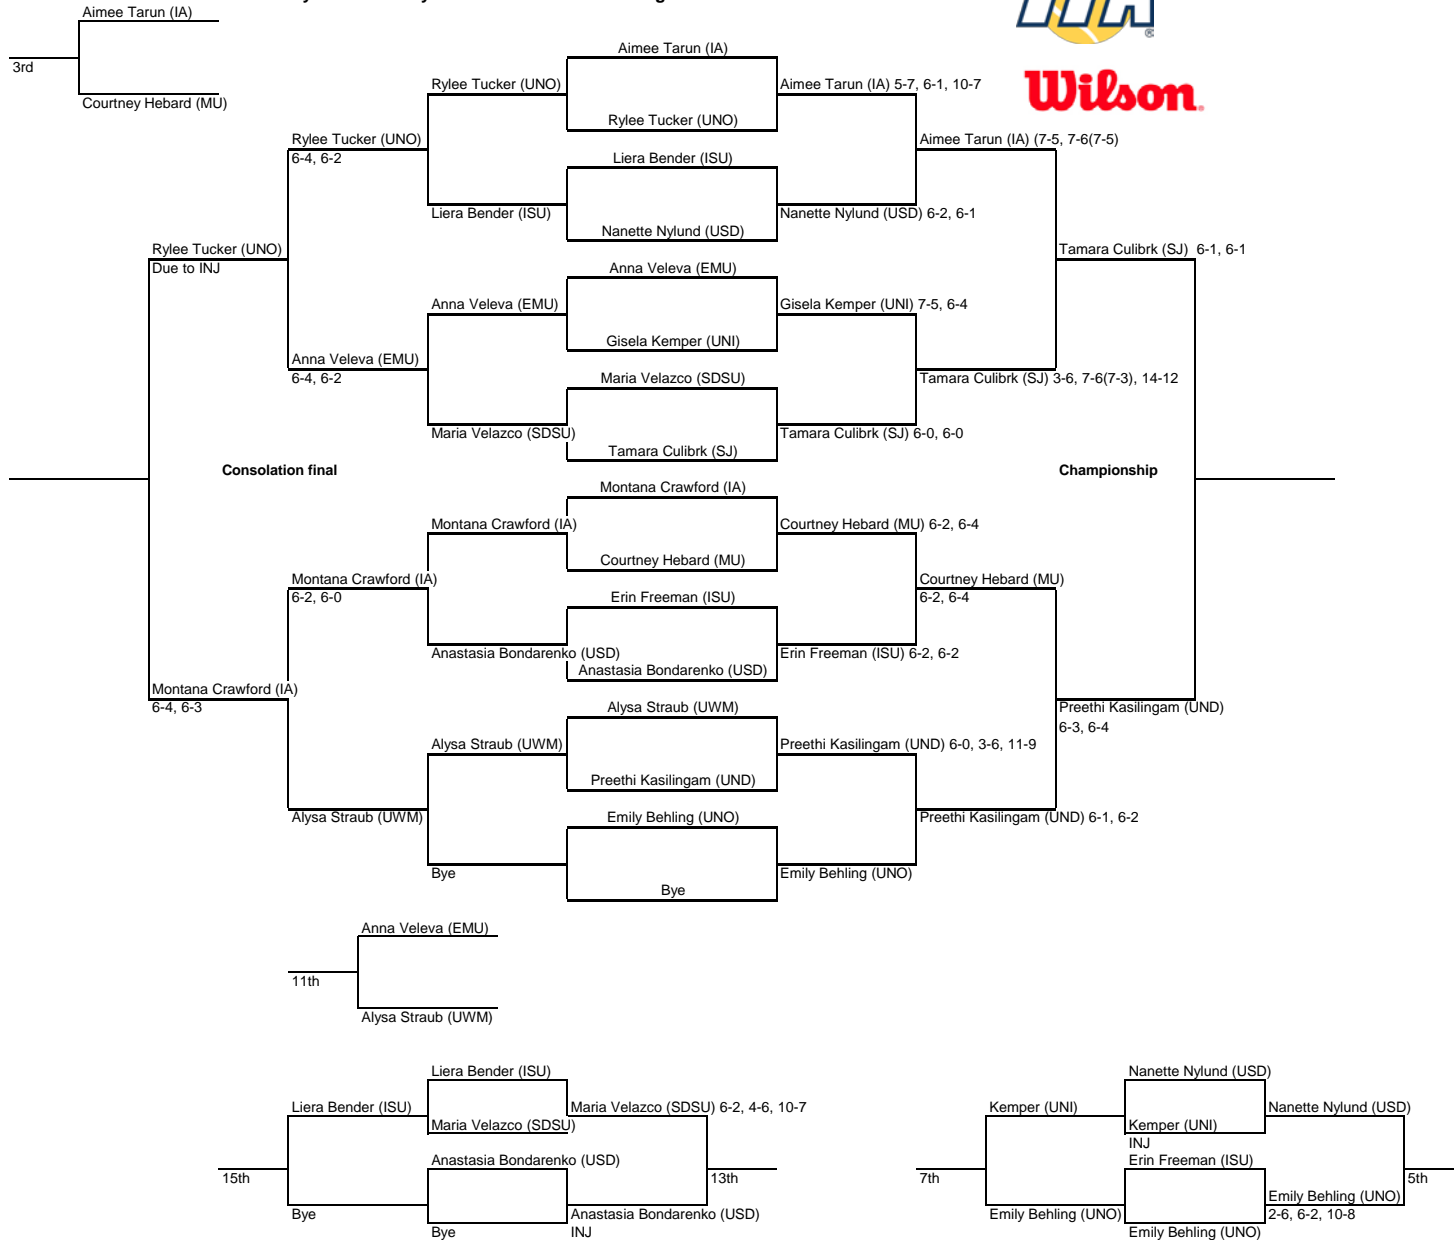 Aimee Tarun (IA)
3rd
Courtney Hebard (MU)
®
Wilson.
Aimee Tarun (IA)
Rylee Tucker (UNO)
Aimee Tarun (IA) 5-7, 6-1, 10-7
Rylee Tucker (UNO)
Rylee Tucker (UNO)
6-4, 6-2
Aimee Tarun (IA) (7-5, 7-6(7-5)
Liera Bender (ISU)
Liera Bender (ISU)
Nanette Nylund (USD) 6-2, 6-1
Nanette Nylund (USD)
Rylee Tucker (UNO)
Due to INJ
Tamara Culibrk (SJ) 6-1, 6-1
Anna Veleva (EMU)
Anna Veleva (EMU)
Gisela Kemper (UNI) 7-5, 6-4
Gisela Kemper (UNI)
Anna Veleva (EMU)
6-4, 6-2
Tamara Culibrk (SJ) 3-6, 7-6(7-3), 14-12
Maria Velazco (SDSU)
Maria Velazco (SDSU)
Tamara Culibrk (SJ) 6-0, 6-0
Tamara Culibrk (SJ)
Consolation final
Championship
Montana Crawford (IA)
Montana Crawford (IA)
Courtney Hebard (MU) 6-2, 6-4
Courtney Hebard (MU)
Montana Crawford (IA)
6-2, 6-0
Courtney Hebard (MU)
6-2, 6-4
Erin Freeman (ISU)
Anastasia Bondarenko (USD)
Erin Freeman (ISU) 6-2, 6-2
Anastasia Bondarenko (USD)
Montana Crawford (IA)
6-4, 6-3
Preethi Kasilingam (UND)
6-3, 6-4
Alysa Straub (UWM)
Alysa Straub (UWM)
Preethi Kasilingam (UND) 6-0, 3-6, 11-9
Preethi Kasilingam (UND)
Alysa Straub (UWM)
Emily Behling (UNO)
Preethi Kasilingam (UND) 6-1, 6-2
Bye
Emily Behling (UNO)
Bye
Anna Veleva (EMU)
11th
Alysa Straub (UWM)
Liera Bender (ISU)
Liera Bender (ISU)
Maria Velazco (SDSU) 6-2, 4-6, 10-7
Maria Velazco (SDSU)
Anastasia Bondarenko (USD)
15th
13th
Bye
Anastasia Bondarenko (USD)
Bye
INJ
Nanette Nylund (USD)
Kemper (UNI)
Nanette Nylund (USD)
Kemper (UNI)
INJ
Erin Freeman (ISU)
7th
5th
Emily Behling (UNO)
Emily Behling (UNO)
2-6, 6-2, 10-8
Emily Behling (UNO)